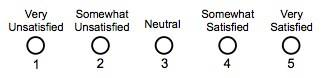 Very Unsatisfied
Somewhat Unsatisfied
Neutral
Somewhat Satisfied
Very Satisfied
1 2 3 4 5